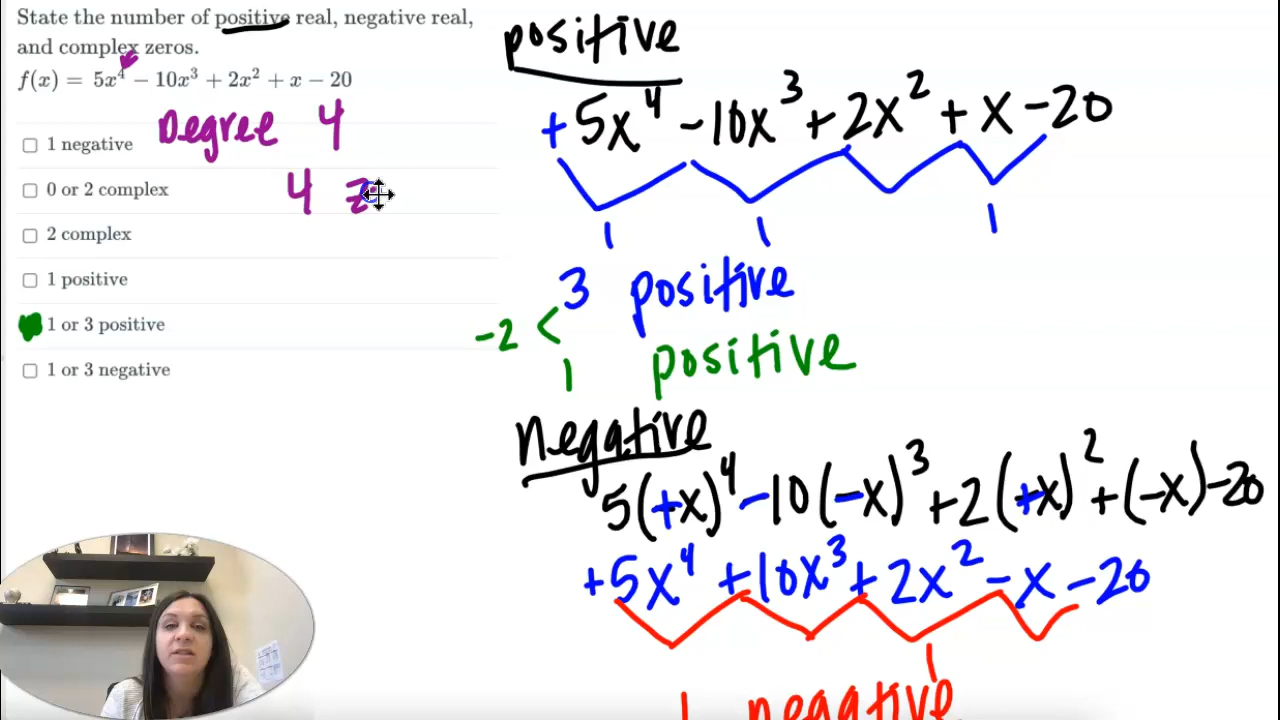 State the number of positive real, negative real,
and complex zeros.
f(x) = 5x⁴ − 10x³ + 2x² + x − 20
Degree 4
1 negative
4 z
0 or 2 complex
2 complex
1 positive
1 or 3 positive
1 or 3 negative
positive
+5x⁴ −10x³ + 2x² + x − 20
1 1 1
3 positive
−2 <
1 positive
negative
5(+x)⁴ −10(−x)³ + 2(+x)² + (−x) − 20
+5x⁴ + 10x³ + 2x² − x − 20
1
1 negative